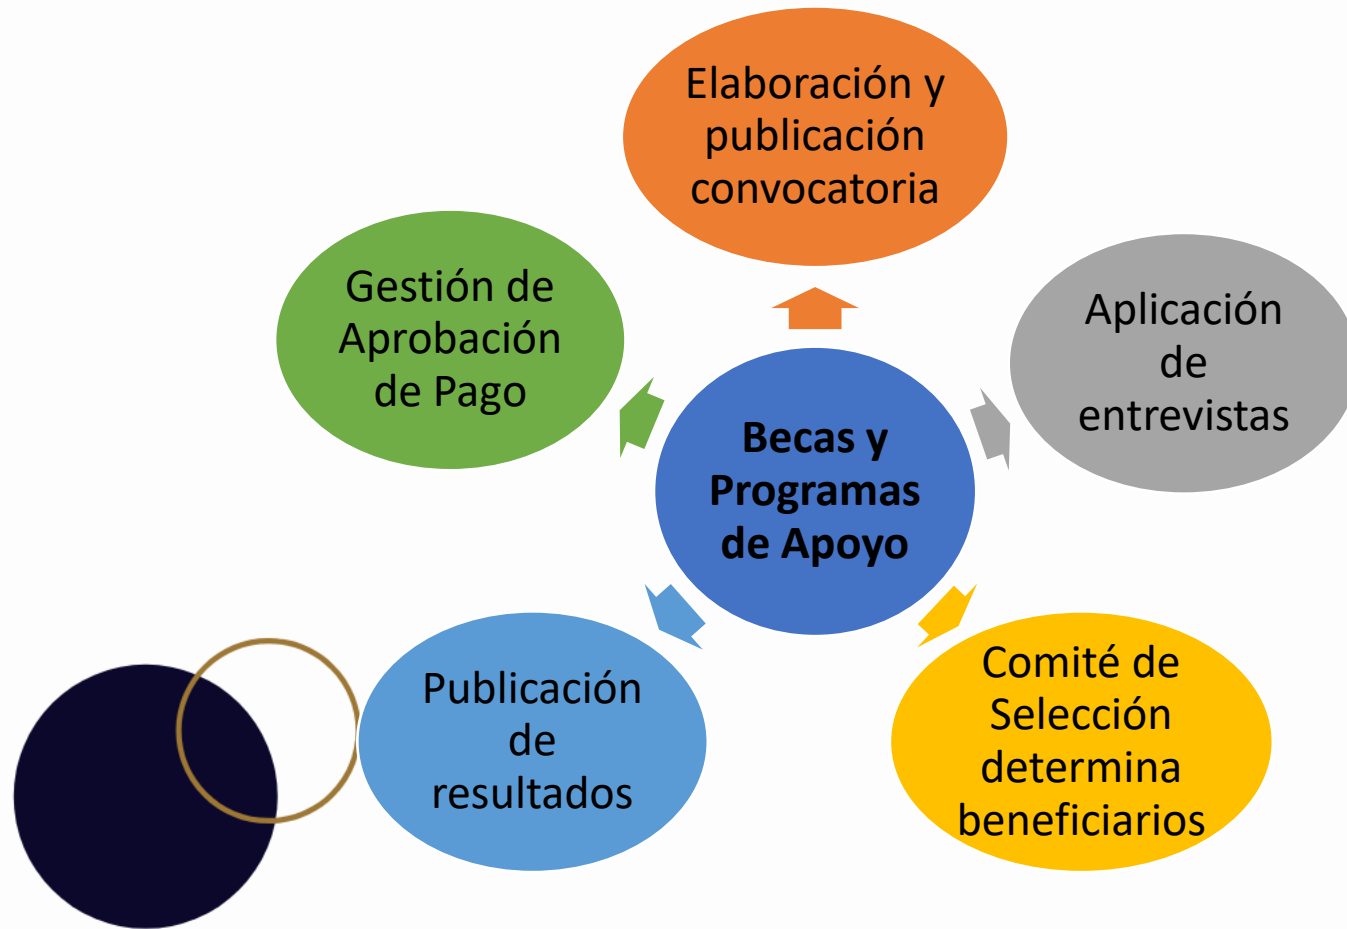 Elaboración y
publicación
convocatoria
Aplicación
de
entrevistas
Comité de
Selección
determina
beneficiarios
Publicación
de
resultados
Gestión de
Aprobación
de Pago
Becas y
Programas
de Apoyo